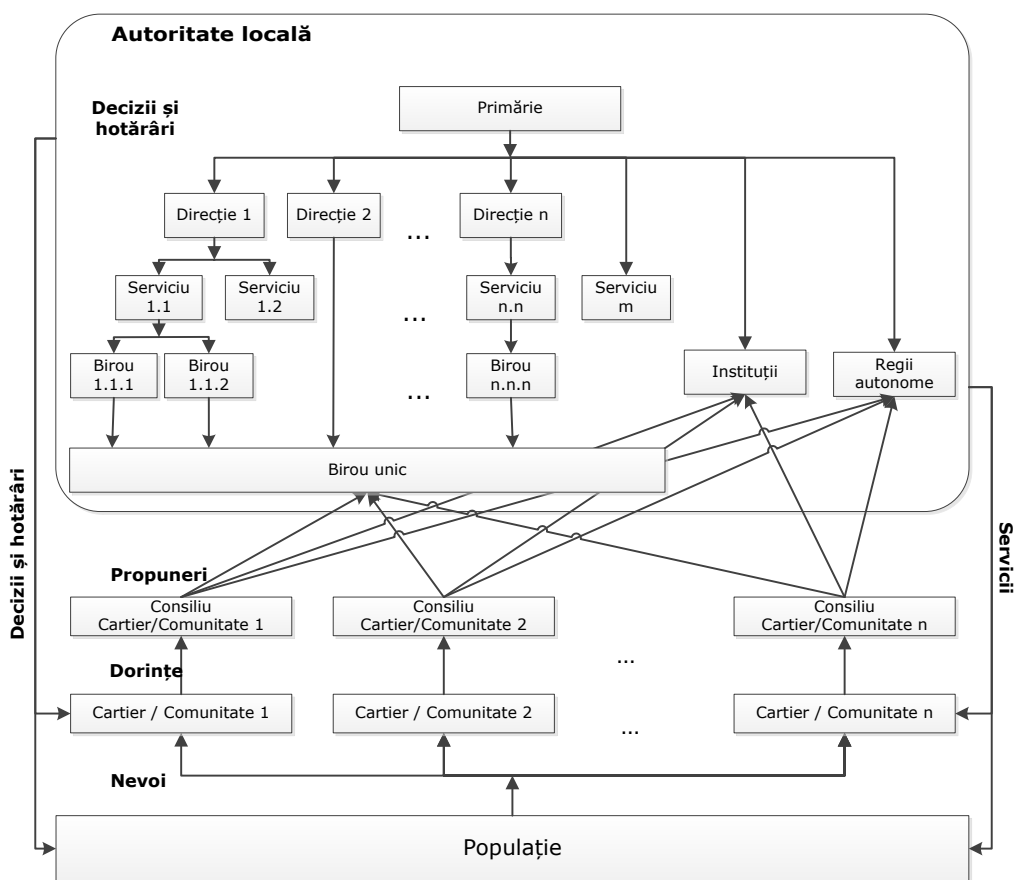 Autoritate locală
Decizii și
hotărâri
Primărie
Direcție 1
Direcție 2
...
Direcție n
Serviciu
1.1
Serviciu
1.2
...
Serviciu
n.n
Serviciu
m
Birou
1.1.1
Birou
1.1.2
...
Birou
n.n.n
Instituții
Regii
autonome
Birou unic
Decizii și hotărâri
Servicii
Propuneri
Consiliu
Cartier/Comunitate 1
Consiliu
Cartier/Comunitate 2
...
Consiliu
Cartier/Comunitate n
Dorințe
Cartier / Comunitate 1
Cartier / Comunitate 2
...
Cartier / Comunitate n
Nevoi
Populație